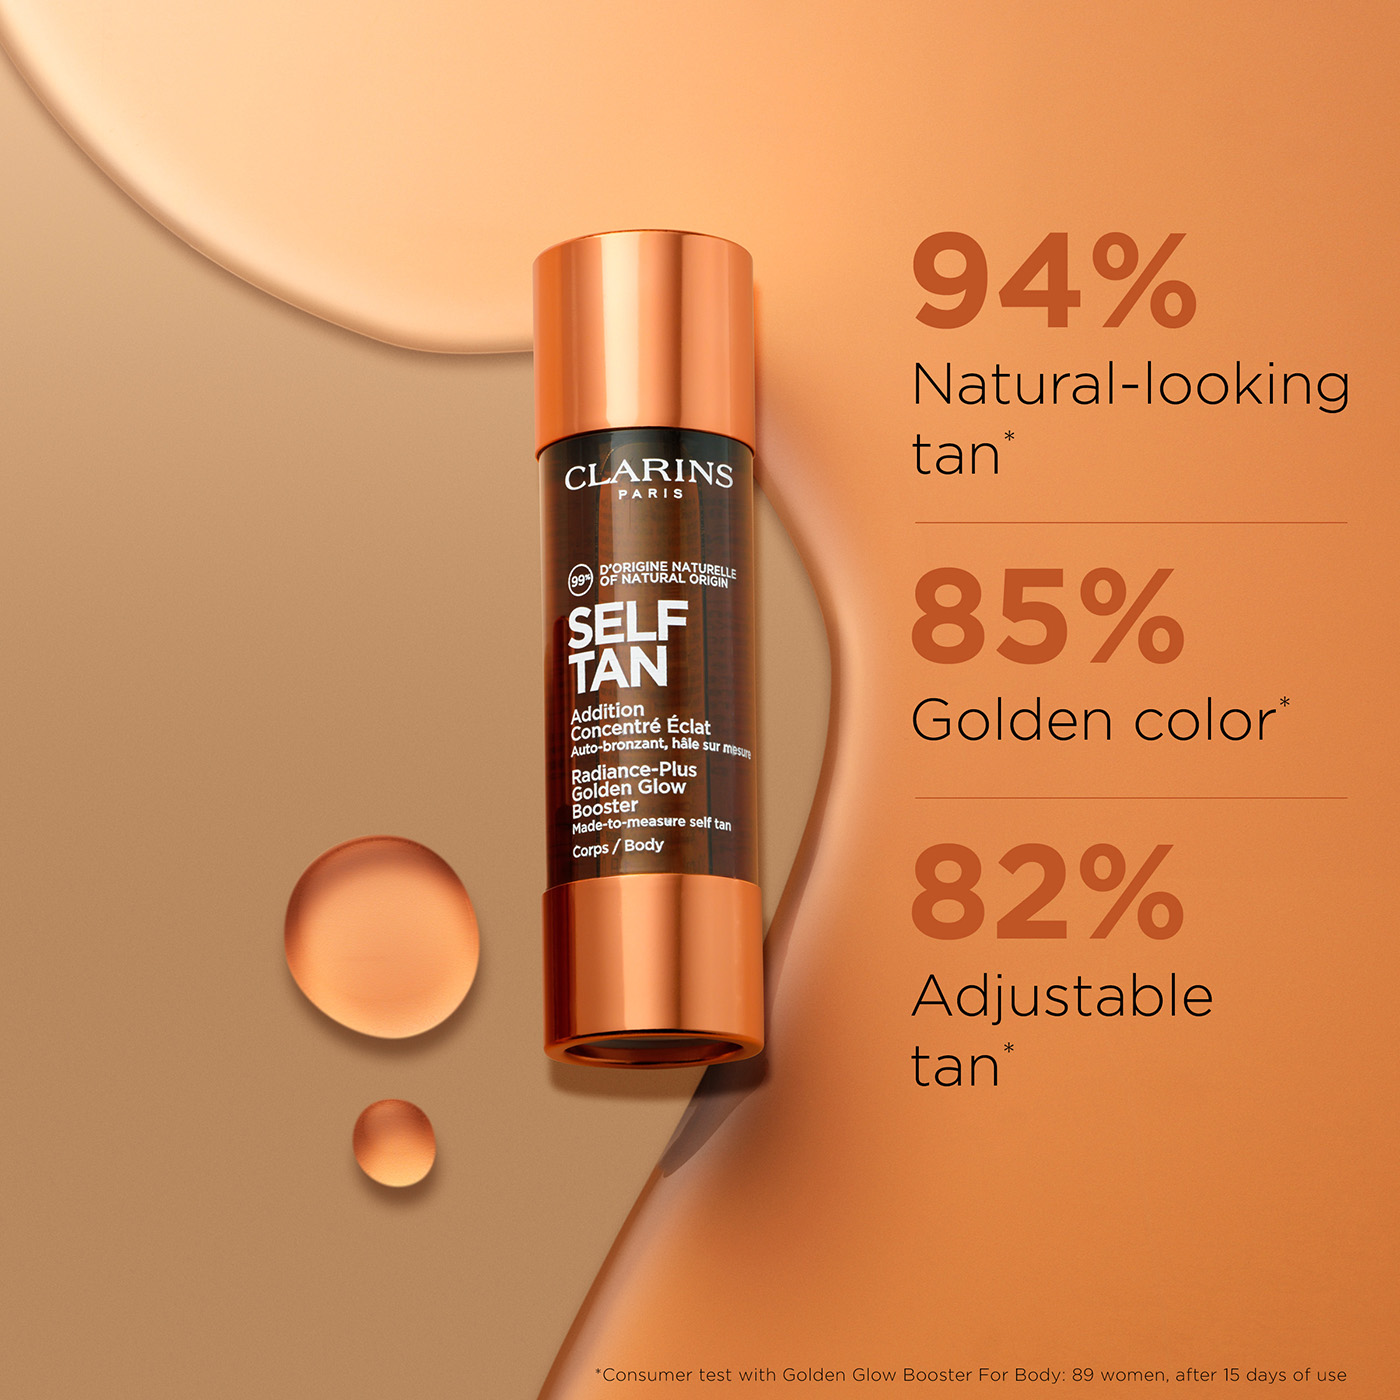 CLARINS
PARIS
99%
D'ORIGINE NATURELLE
OF NATURAL ORIGIN
SELF
TAN
Addition
Concentré Éclat
Auto-bronzant, hâle sur mesure
Radiance-Plus
Golden Glow
Booster
Made-to-measure self tan
Corps / Body
94%
Natural-looking
tan*
85%
Golden color*
82%
Adjustable
tan*
*Consumer test with Golden Glow Booster For Body: 89 women, after 15 days of use